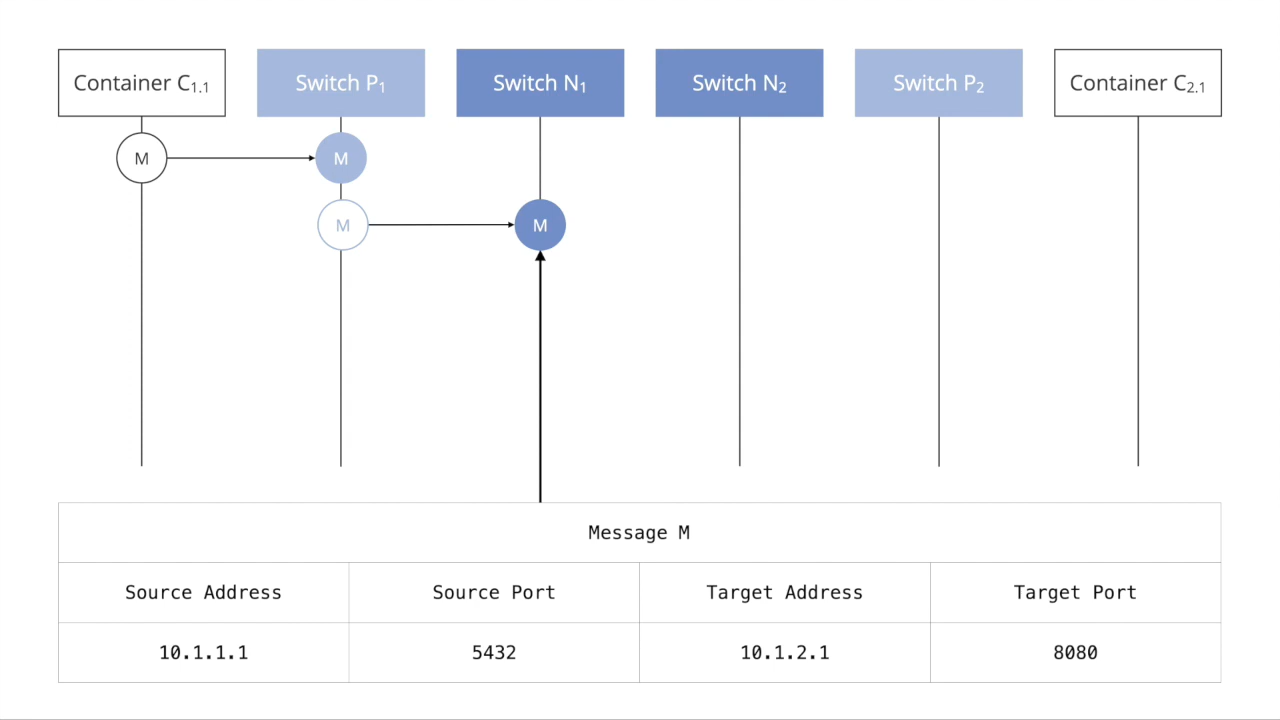 Container C₁.₁
Switch P₁
Switch N₁
Switch N₂
Switch P₂
Container C₂.₁
M
M
M
M
Message M
Source Address
Source Port
Target Address
Target Port
10.1.1.1
5432
10.1.2.1
8080